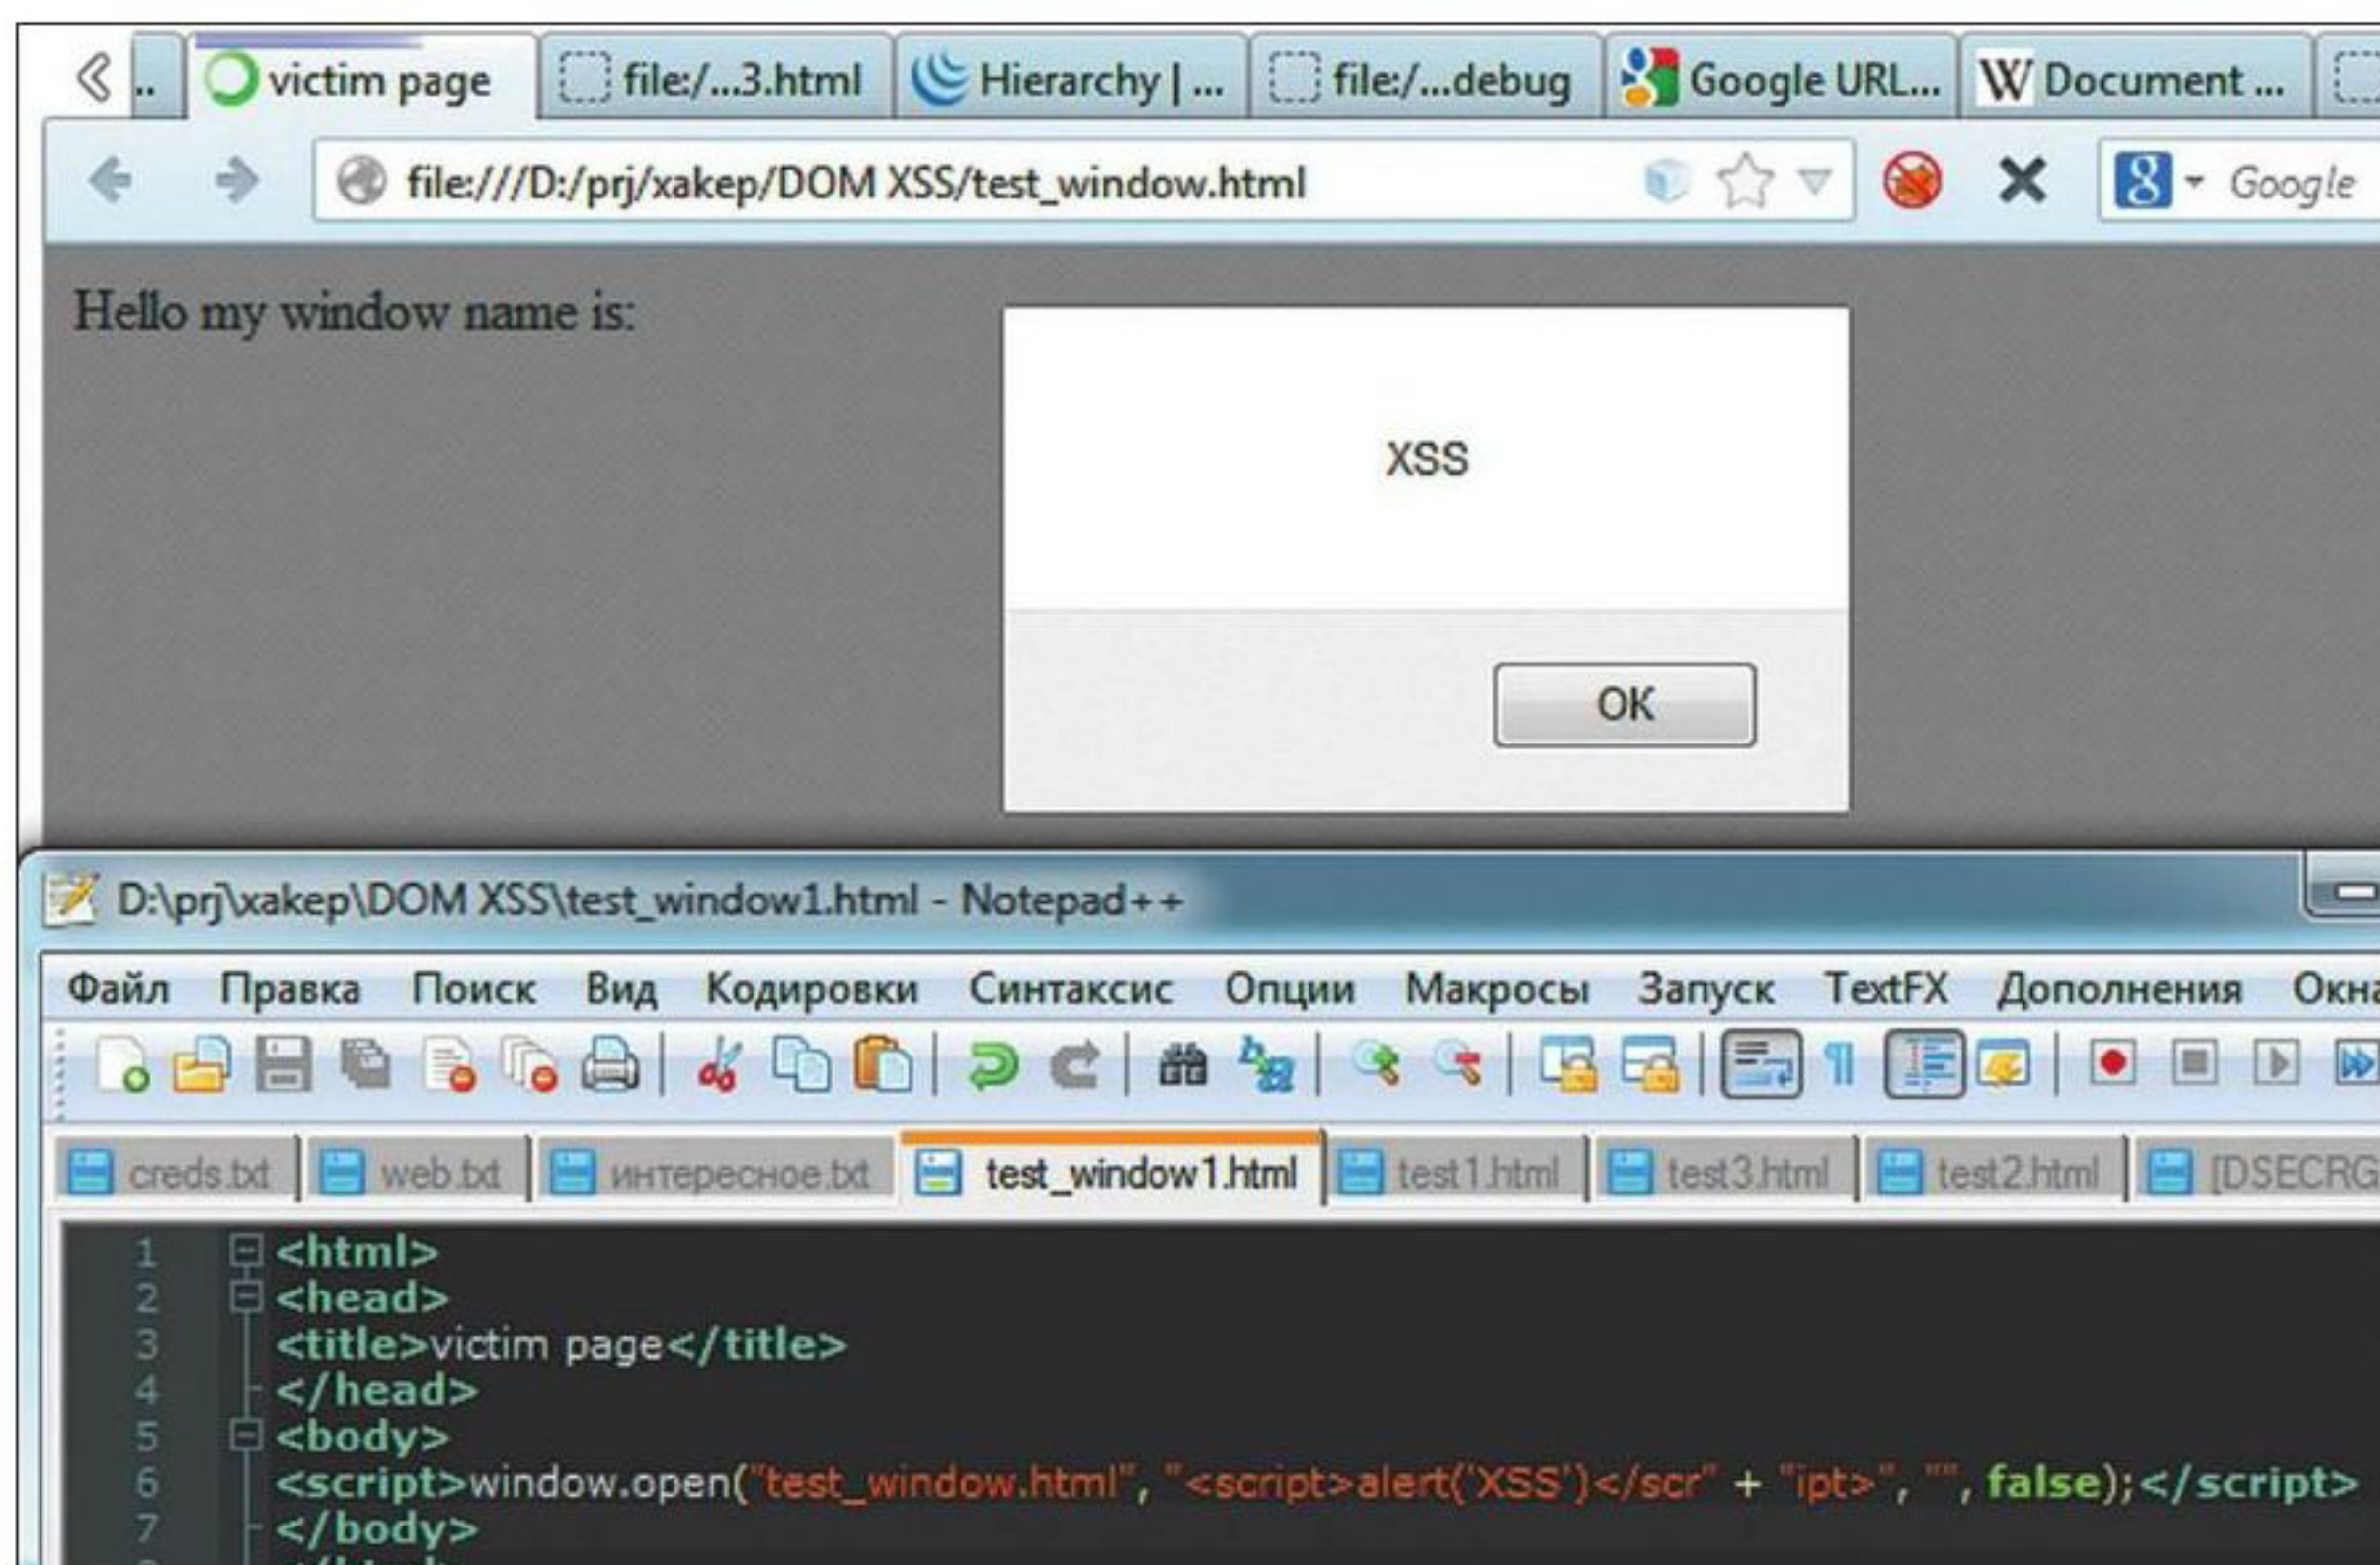 .. victim page file:/...3.html Hierarchy | ... file:/...debug Google URL... W Document ...
file:///D:/prj/xakep/DOM XSS/test_window.html 8 Google
Hello my window name is:
XSS
OK
D:\prj\xakep\DOM XSS\test_window1.html - Notepad++
Файл Правка Поиск Вид Кодировки Синтаксис Опции Макросы Запуск TextFX Дополнения Окна
creds.txt web.txt интересное.txt test_window1.html test1.html test3.html test2.html [DSECRG
1 <html>
2 <head>
3 <title>victim page</title>
4 </head>
5 <body>
6 <script>window.open("test_window.html", "<script>alert('XSS')</scr" + "ipt>", "", false);</script>
7 </body>